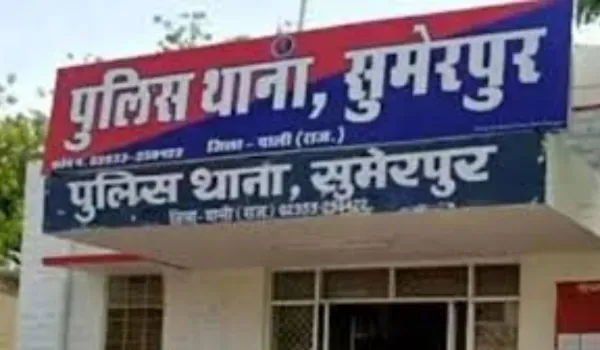 पुलिस थाना, सुमेरपुर
जिला - पाली (राज.)
पुलिस थाना, सुमेरपुर
जिला - पाली (राज.)